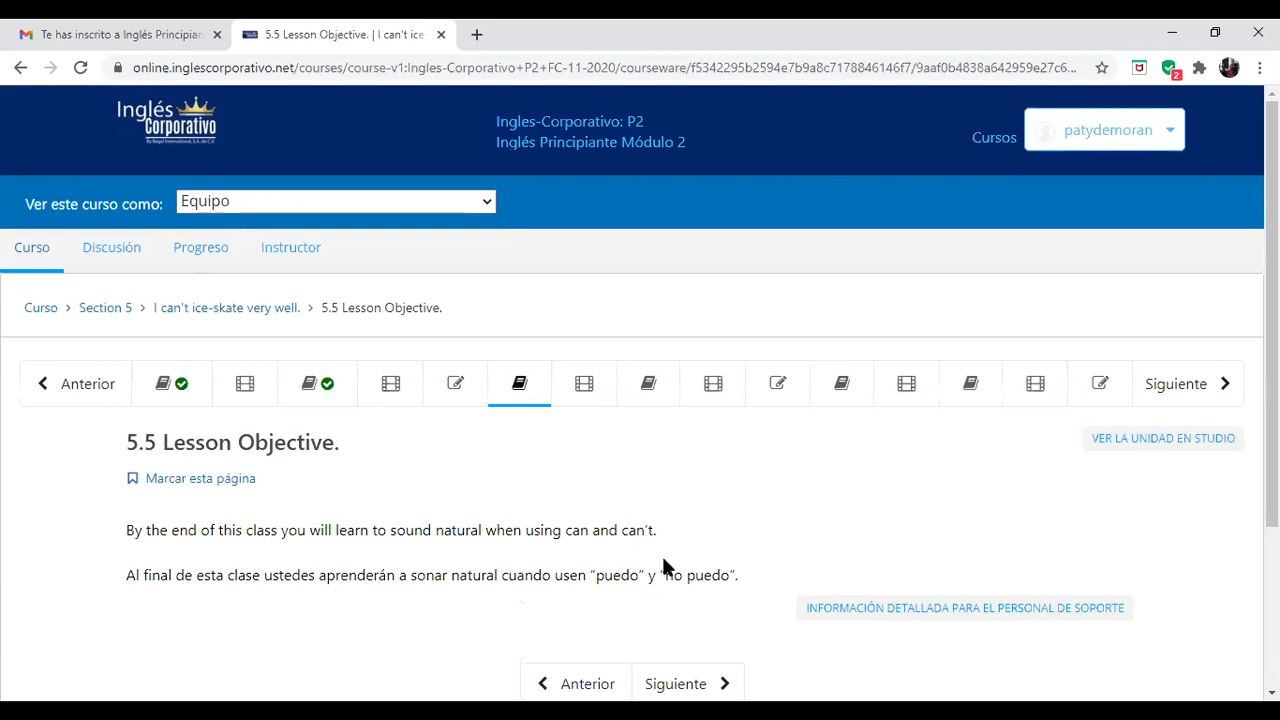 Te has inscrito a Inglés Principian
5.5 Lesson Objective. | I can't ice-
online.inglescorporativo.net/courses/course-v1:Ingles-Corporativo+P2+FC-11-2020/courseware/f5342295b2594e7b9a8c7178846146f7/9aaf0b4838a642959e27c6...
2
Inglés
Corporativo
Ingles-Corporativo: P2
Inglés Principiante Módulo 2
Cursos
patydemoran
Ver este curso como:
Equipo
Curso
Discusión
Progreso
Instructor
Curso > Section 5 > I can't ice-skate very well. > 5.5 Lesson Objective.
Anterior
Siguiente
5.5 Lesson Objective.
VER LA UNIDAD EN STUDIO
Marcar esta página
By the end of this class you will learn to sound natural when using can and can't.
Al final de esta clase ustedes aprenderán a sonar natural cuando usen “puedo” y “no puedo”.
INFORMACIÓN DETALLADA PARA EL PERSONAL DE SOPORTE
Anterior
Siguiente